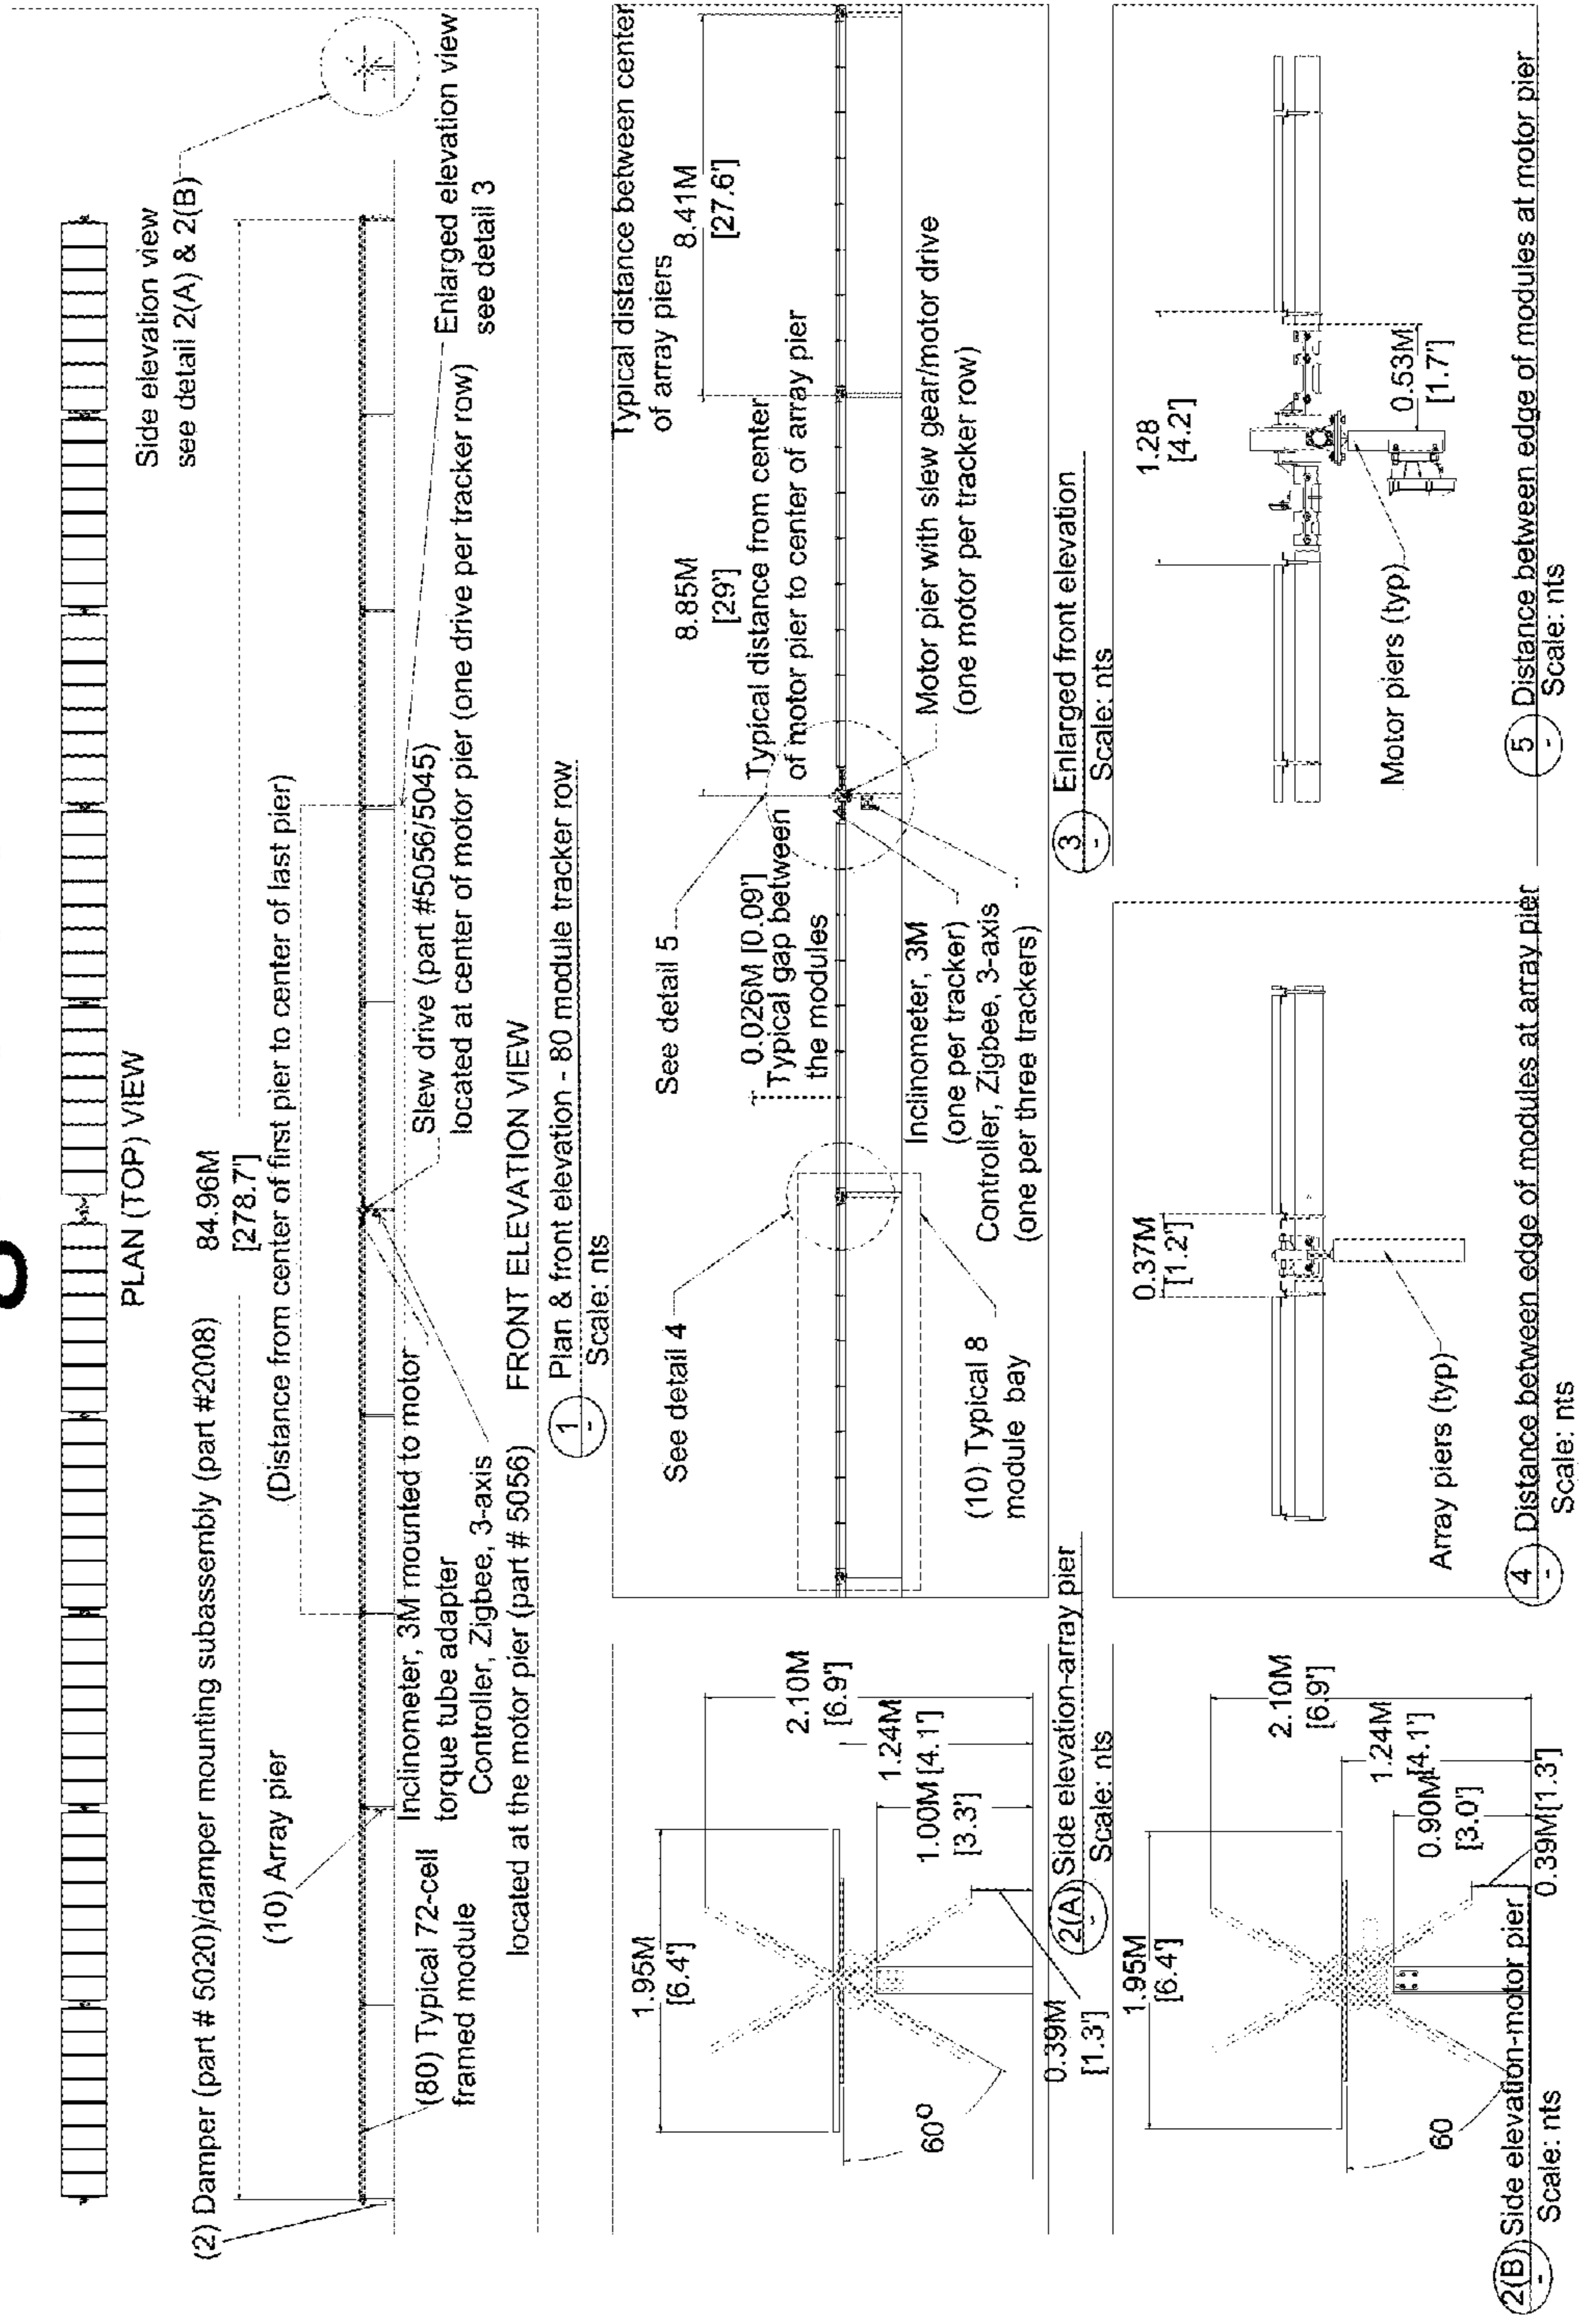 PLAN (TOP) VIEW
Side elevation view
see detail 2(A) & 2(B)
(2) Damper (part # 5020)/damper mounting subassembly (part #2008)
84.96M
[278.7']
(Distance from center of first pier to center of last pier)
(10) Array pier
(80) Typical 72-cell
framed module
Inclinometer, 3M mounted to motor
torque tube adapter
Controller, Zigbee, 3-axis
located at the motor pier (part # 5056)
Slew drive (part #5056/5045)
located at center of motor pier (one drive per tracker row)
Enlarged elevation view
see detail 3
FRONT ELEVATION VIEW
1
-
Plan & front elevation - 80 module tracker row
Scale: nts
1.95M
[6.4']
2.10M
[6.9']
1.24M
[4.1']
1.00M
[3.3']
0.39M
[1.3']
60°
2(A)
-
Side elevation-array pier
Scale: nts
1.95M
[6.4']
2.10M
[6.9']
1.24M
[4.1']
0.90M
[3.0']
0.39M[1.3']
60
2(B)
-
Side elevation-motor pier
Scale: nts
See detail 4
See detail 5
0.026M [0.09']
Typical gap between
the modules
8.85M
[29']
Typical distance from center
of motor pier to center of array pier
Typical distance between center
of array piers
8.41M
[27.6']
(10) Typical 8
module bay
Inclinometer, 3M
(one per tracker)
Controller, Zigbee, 3-axis
(one per three trackers)
Motor pier with slew gear/motor drive
(one motor per tracker row)
3
-
Enlarged front elevation
Scale: nts
0.37M
[1.2']
Array piers (typ)
4
-
Distance between edge of modules at array pier
Scale: nts
1.28
[4.2']
0.53M
[1.7']
Motor piers (typ)
5
-
Distance between edge of modules at motor pier
Scale: nts